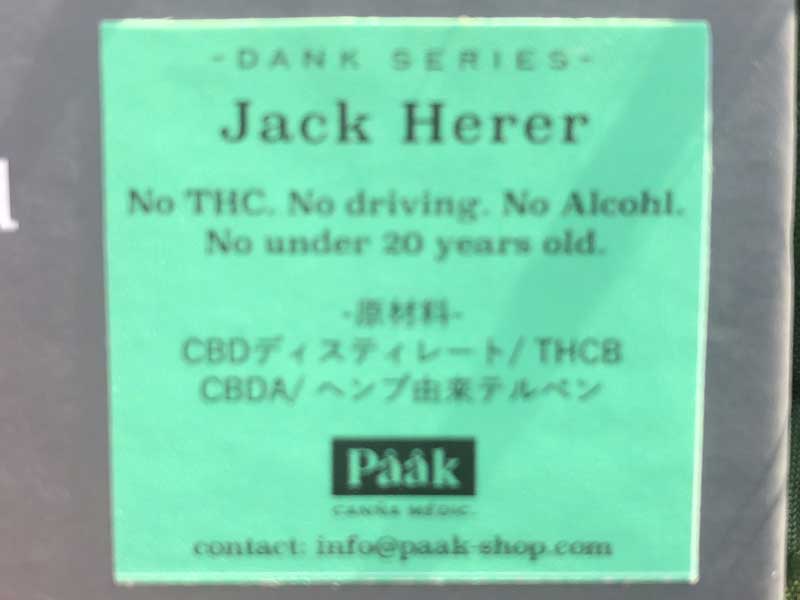 -DANK SERIES-
Jack Herer
No THC. No driving. No Alcohl.
No under 20 years old.
-原材料-
CBDディスティレート/ THCB
CBDA/ ヘンプ由来テルペン
Pââk
CANNA MEDIC.
contact: info@paak-shop.com